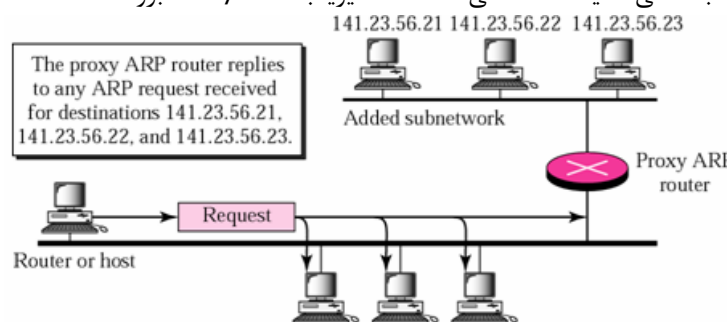 141.23.56.21 141.23.56.22 141.23.56.23
The proxy ARP router replies
to any ARP request received
for destinations 141.23.56.21,
141.23.56.22, and 141.23.56.23.
Added subnetwork
Proxy ARP
router
Request
Router or host